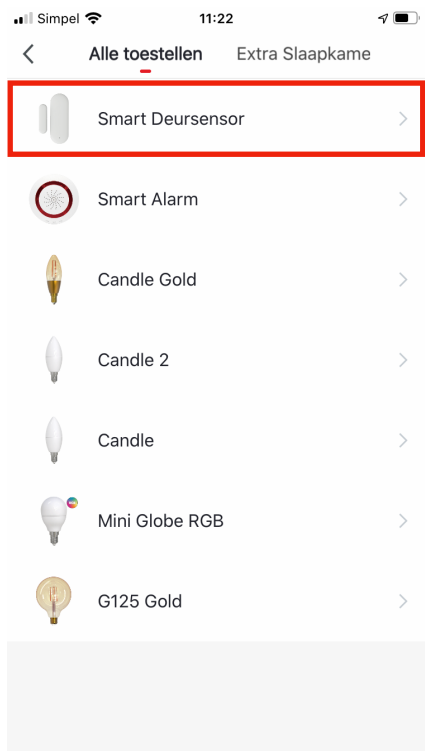 Simpel 11:22
Alle toestellen Extra Slaapkame
Smart Deursensor
Smart Alarm
Candle Gold
Candle 2
Candle
Mini Globe RGB
G125 Gold